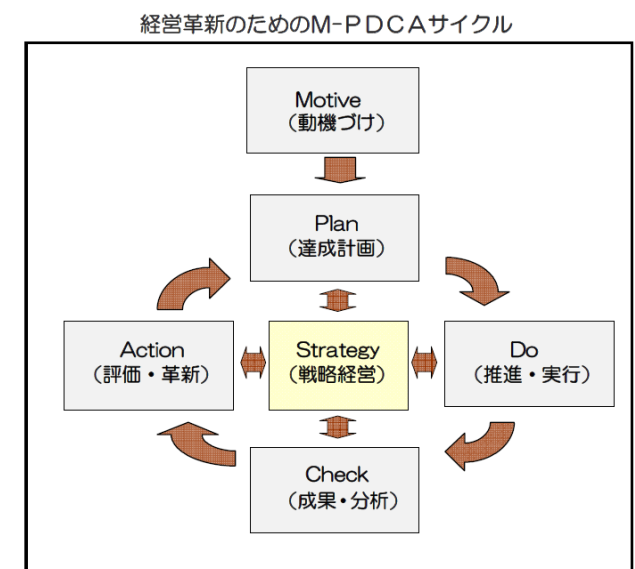 経営革新のためのM-PDCAサイクル
Motive
（動機づけ）
Plan
（達成計画）
Action
（評価・革新）
Strategy
（戦略経営）
Do
（推進・実行）
Check
（成果・分析）